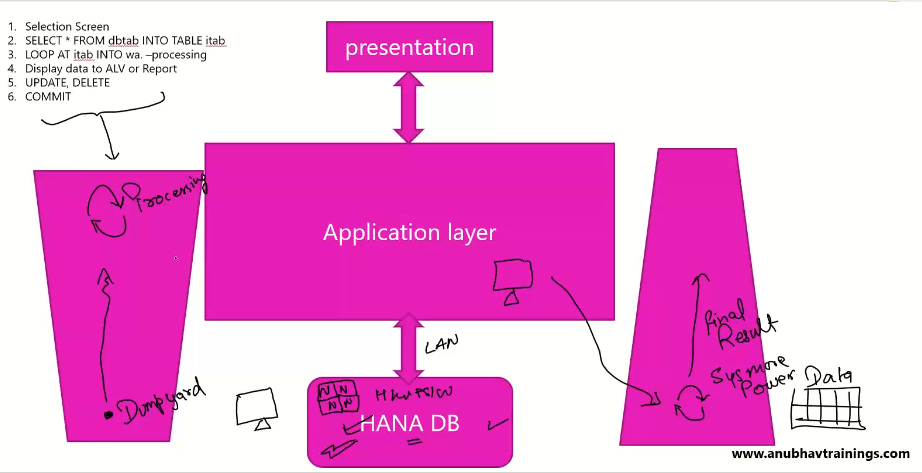 1. Selection Screen
2. SELECT * FROM dbtab INTO TABLE itab
3. LOOP AT itab INTO wa. –processing
4. Display data to ALV or Report
5. UPDATE, DELETE
6. COMMIT
presentation
Processing
Application layer
LAN
Final
Result
Dumpyard
N N
N N
HANA DB
Sys more
Power
Data
www.anubhavtrainings.com